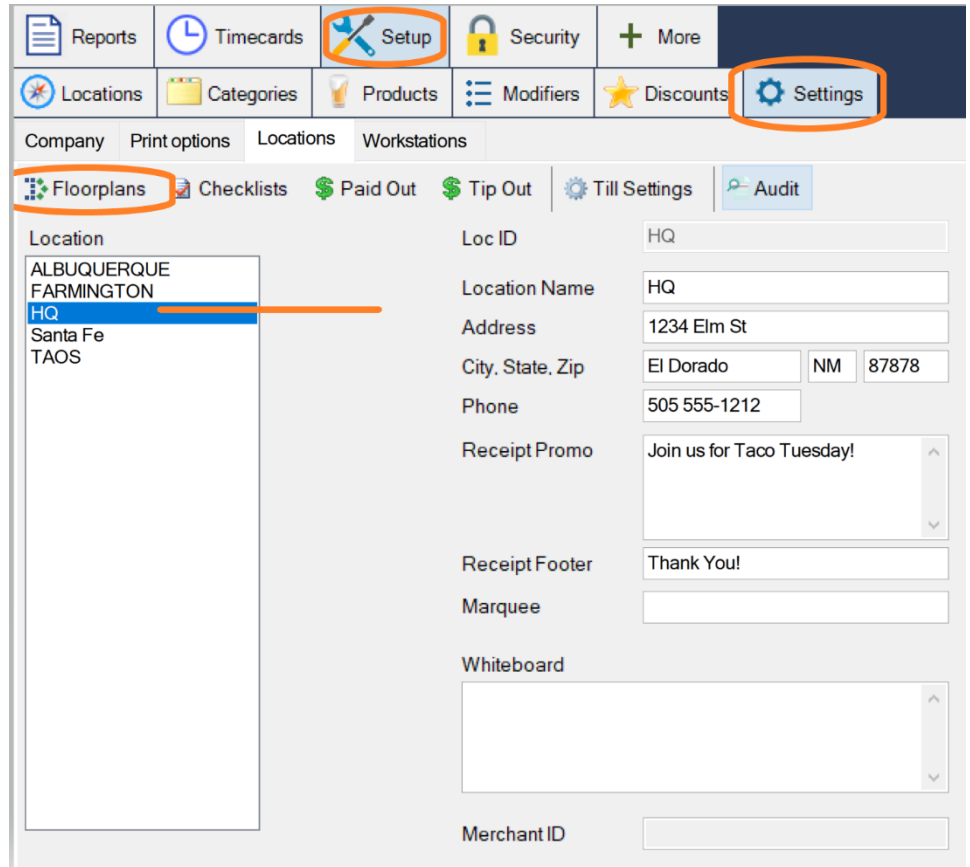 Reports Timecards Setup Security More
Locations Categories Products Modifiers Discounts Settings
Company Print options Locations Workstations
Floorplans Checklists Paid Out Tip Out Till Settings Audit
Location
ALBUQUERQUE
FARMINGTON
HQ
Santa Fe
TAOS
Loc ID HQ
Location Name HQ
Address 1234 Elm St
City, State, Zip El Dorado NM 87878
Phone 505 555-1212
Receipt Promo Join us for Taco Tuesday!
Receipt Footer Thank You!
Marquee
Whiteboard
Merchant ID